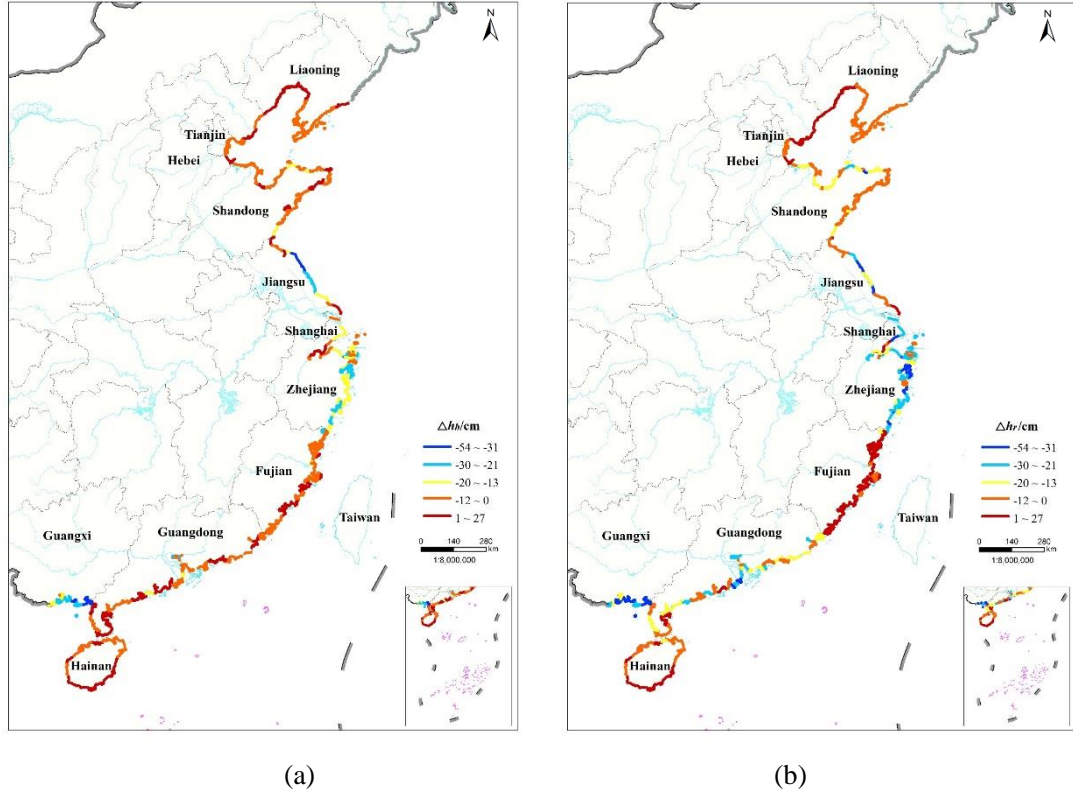 N
Liaoning
Tianjin
Hebei
Shandong
Jiangsu
Shanghai
Zhejiang
△hb/cm
-54 ~ -31
-30 ~ -21
-20 ~ -13
-12 ~ 0
1 ~ 27
Fujian
Taiwan
Guangdong
Guangxi
0 140 280
km
1:8,000,000
Hainan
(a)
N
Liaoning
Tianjin
Hebei
Shandong
Jiangsu
Shanghai
Zhejiang
△hr/cm
-54 ~ -31
-30 ~ -21
-20 ~ -13
-12 ~ 0
1 ~ 27
Fujian
Taiwan
Guangdong
Guangxi
0 140 280
km
1:8,000,000
Hainan
(b)